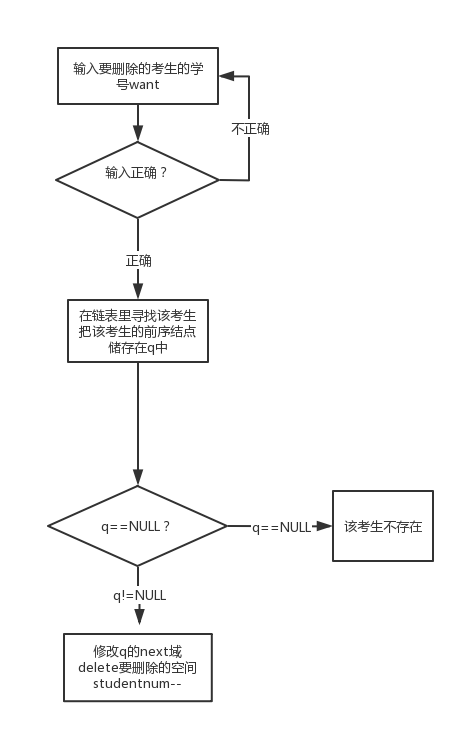 输入要删除的考生的学
号want
不正确
输入正确？
正确
在链表里寻找该考生
把该考生的前序结点
储存在q中
q==NULL？
q==NULL
该考生不存在
q!=NULL
修改q的next域
delete要删除的空间
studentnum--